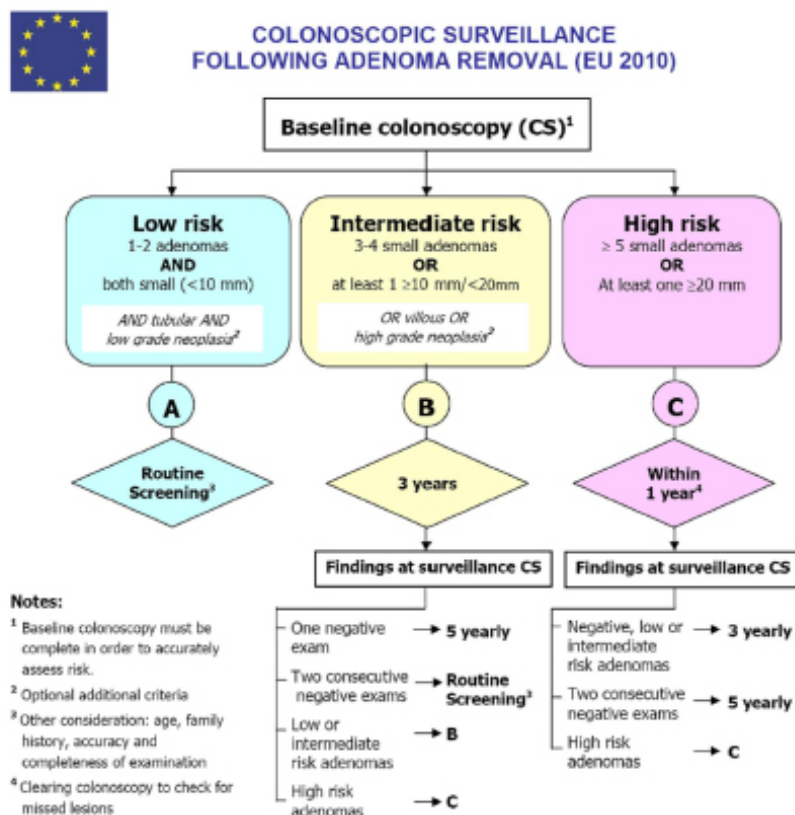 COLONOSCOPIC SURVEILLANCE
FOLLOWING ADENOMA REMOVAL (EU 2010)
Baseline colonoscopy (CS)¹
Low risk
1-2 adenomas
AND
both small (<10 mm)
AND tubular AND
low grade neoplasia²
Intermediate risk
3-4 small adenomas
OR
at least 1 ≥10 mm/<20mm
OR villous OR
high grade neoplasia²
High risk
≥ 5 small adenomas
OR
At least one ≥20 mm
A
B
C
Routine
Screening³
3 years
Within
1 year⁴
Findings at surveillance CS
One negative
exam
5 yearly
Two consecutive
negative exams
Routine
Screening³
Low or
intermediate
risk adenomas
B
High risk
adenomas
C
Findings at surveillance CS
Negative, low or
intermediate
risk adenomas
3 yearly
Two consecutive
negative exams
5 yearly
High risk
adenomas
C
Notes:
¹ Baseline colonoscopy must be
complete in order to accurately
assess risk.
² Optional additional criteria
³ Other consideration: age, family
history, accuracy and
completeness of examination
⁴ Clearing colonoscopy to check for
missed lesions